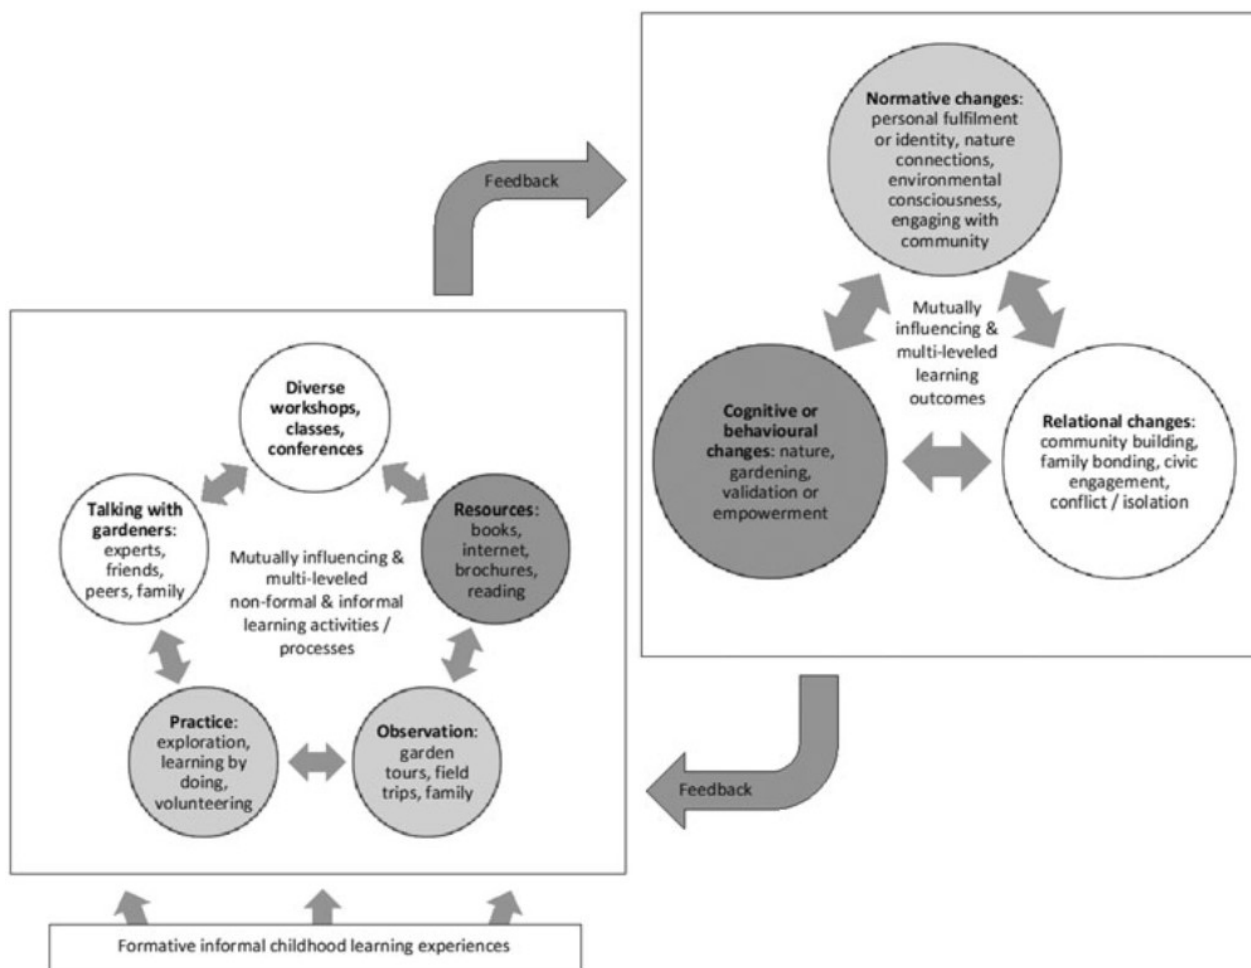 Normative changes:
personal fulfilment
or identity, nature
connections,
environmental
consciousness,
engaging with
community
Feedback
Mutually
influencing &
multi-leveled
learning
outcomes
Cognitive or
behavioural
changes: nature,
gardening,
validation or
empowerment
Relational changes:
community building,
family bonding, civic
engagement,
conflict / isolation
Diverse
workshops,
classes,
conferences
Talking with
gardeners:
experts,
friends,
peers, family
Resources:
books,
internet,
brochures,
reading
Mutually influencing &
multi-leveled
non-formal & informal
learning activities /
processes
Practice:
exploration,
learning by
doing,
volunteering
Observation:
garden
tours, field
trips, family
Feedback
Formative informal childhood learning experiences